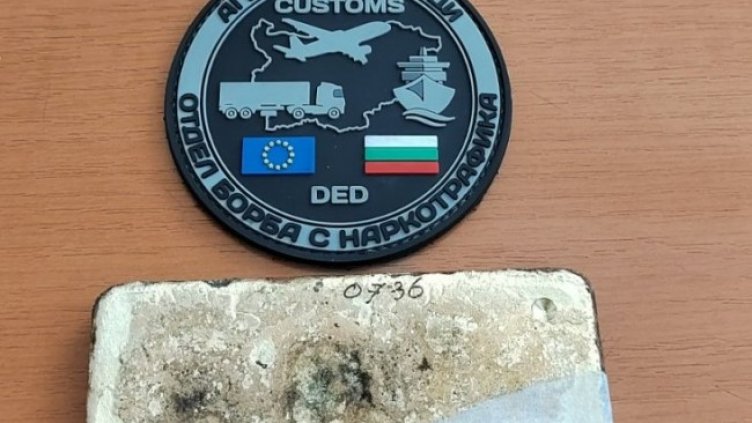 CUSTOMS
ОТДЕЛ БОРБА С НАРКОТРАФИКА
DED
0736